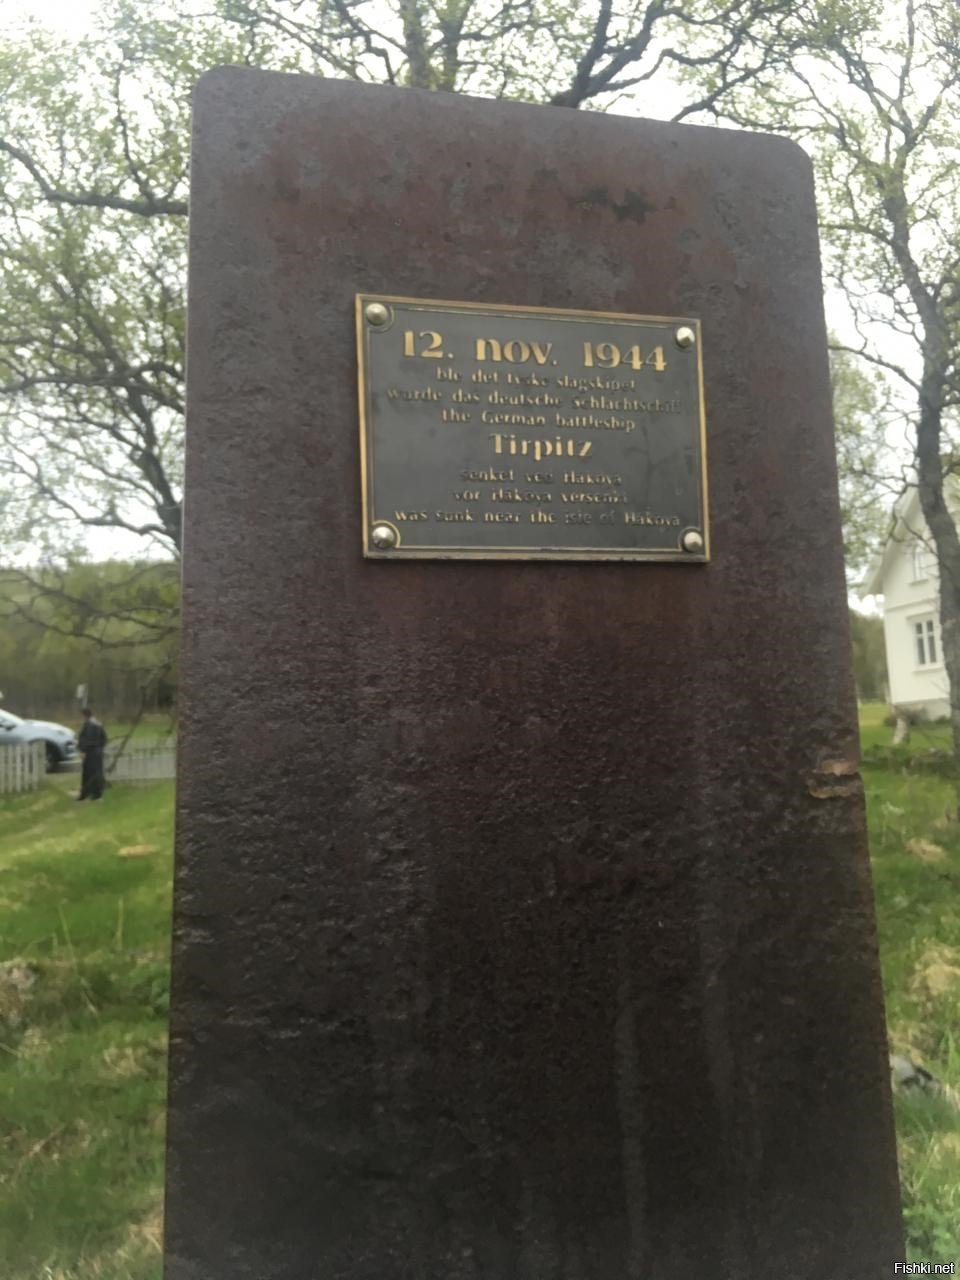 12. nov. 1944
ble det tyske slagskipet
wurde das deutsche Schlachtschiff
the German battleship
Tirpitz
senket ved Håkøya
vor Håkøya versenkt
was sunk near the isle of Håkøya
Fishki.net